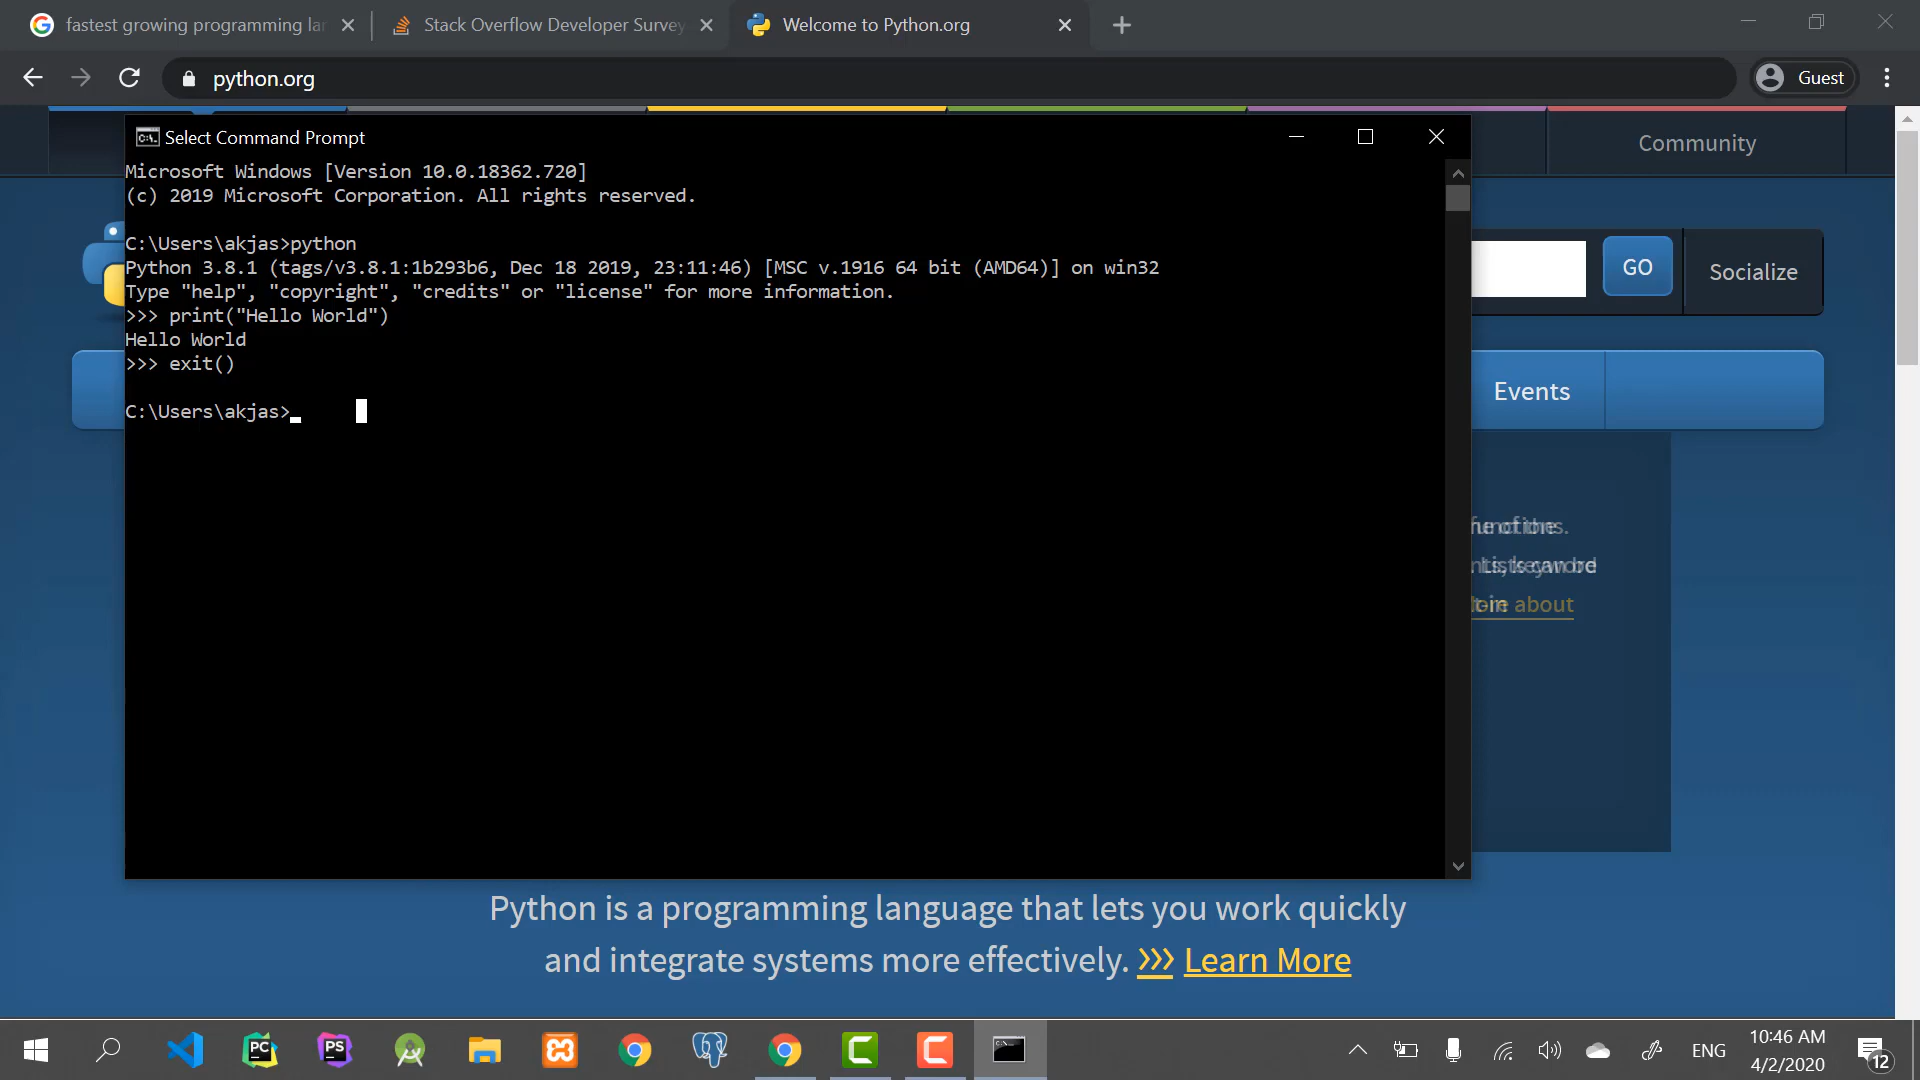 fastest growing programming la
Stack Overflow Developer Survey
Welcome to Python.org
python.org
Guest
Community
Select Command Prompt
Microsoft Windows [Version 10.0.18362.720]
(c) 2019 Microsoft Corporation. All rights reserved.
C:\Users\akjas>python
Python 3.8.1 (tags/v3.8.1:1b293b6, Dec 18 2019, 23:11:46) [MSC v.1916 64 bit (AMD64)] on win32
Type "help", "copyright", "credits" or "license" for more information.
>>> print("Hello World")
Hello World
>>> exit()
C:\Users\akjas>
GO
Socialize
Events
about
Python is a programming language that lets you work quickly
and integrate systems more effectively. >>> Learn More
PC
PS
ENG
10:46 AM
4/2/2020
12